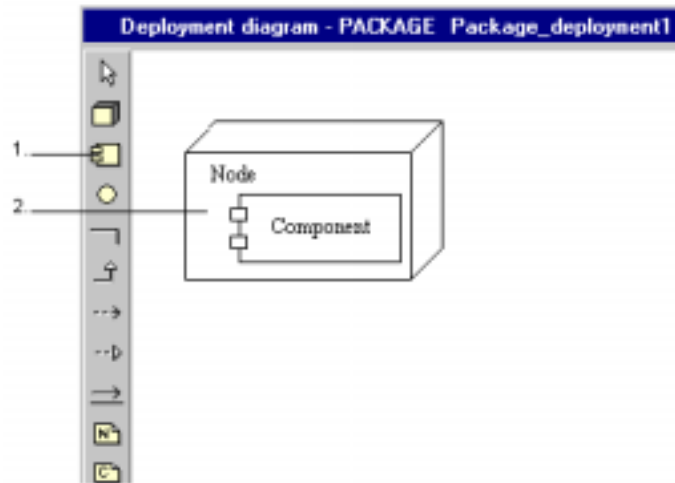 Deployment diagram - PACKAGE Package_deployment1
1.
Node
2.
Component
N
C